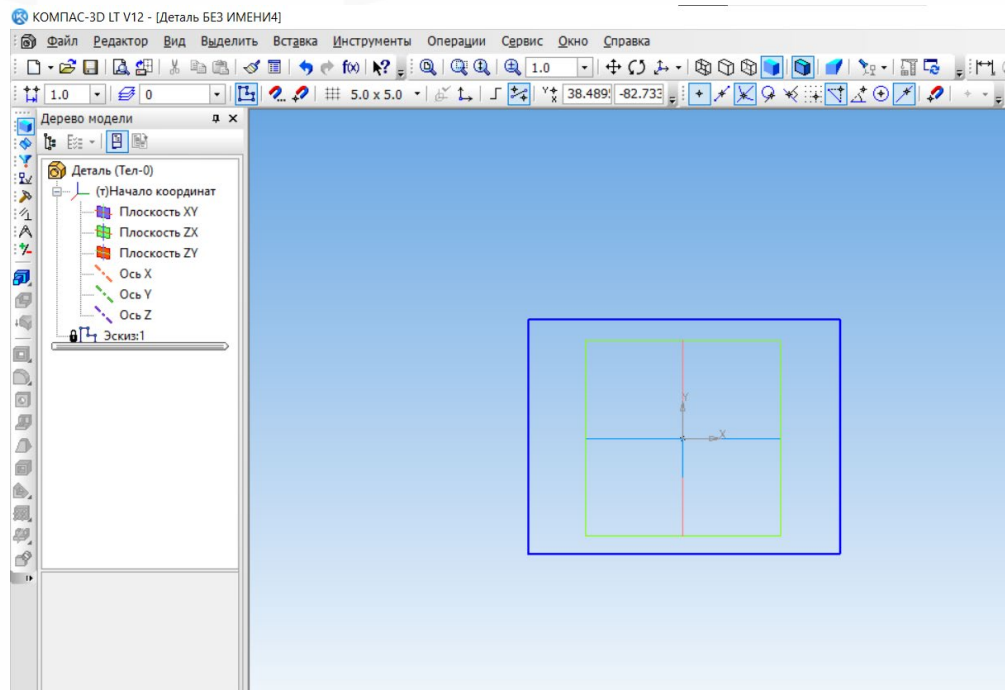 КОМПАС-3D LT V12 - [Деталь БЕЗ ИМЕНИ4]
Файл Редактор Вид Выделить Вставка Инструменты Операции Сервис Окно Справка
f(x) 1.0
1.0 0 5.0 x 5.0 38.489 -82.733
Дерево модели
Деталь (Тел-0)
(т)Начало координат
Плоскость XY
Плоскость ZX
Плоскость ZY
Ось X
Ось Y
Ось Z
Эскиз:1
Y
X